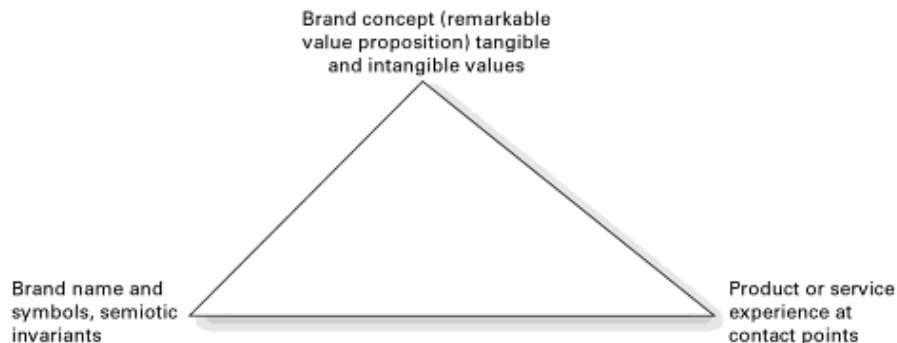 Brand concept (remarkable
value proposition) tangible
and intangible values
Brand name and
symbols, semiotic
invariants
Product or service
experience at
contact points